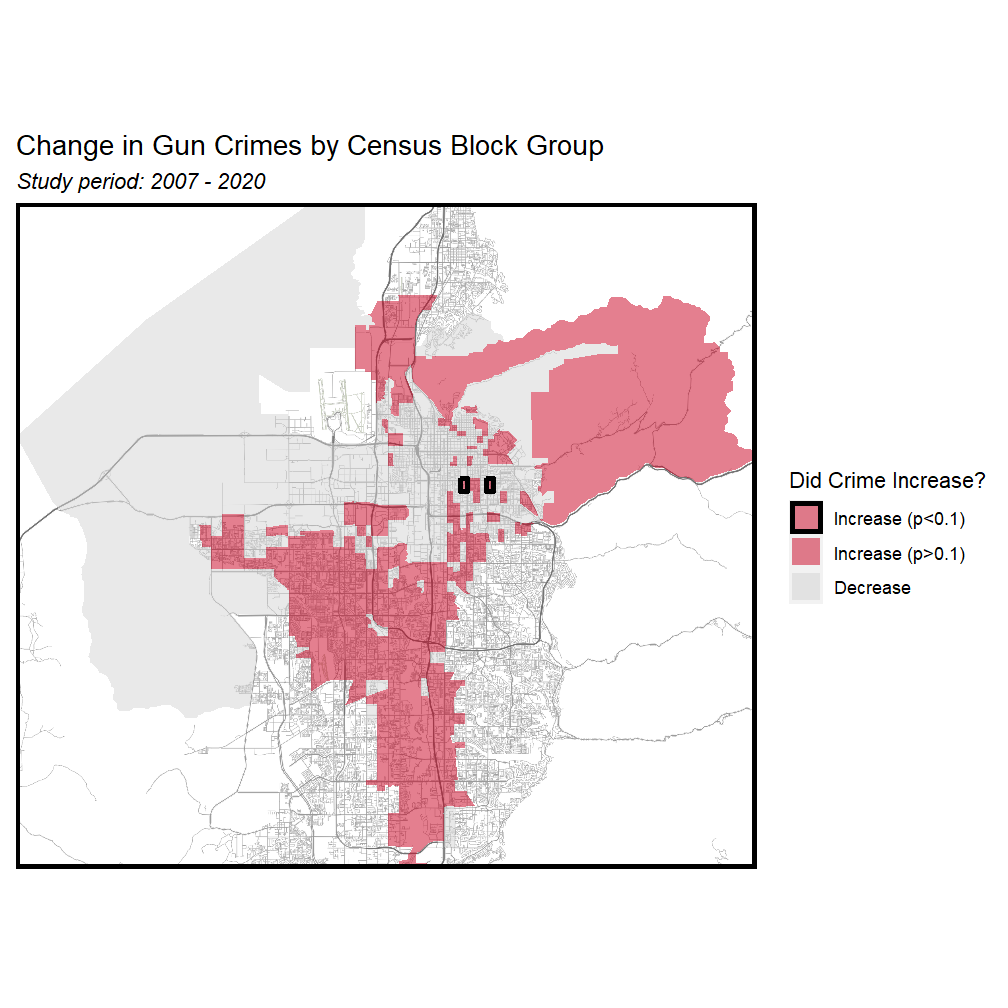 Change in Gun Crimes by Census Block Group
Study period: 2007 - 2020
Did Crime Increase?
Increase (p<0.1)
Increase (p>0.1)
Decrease